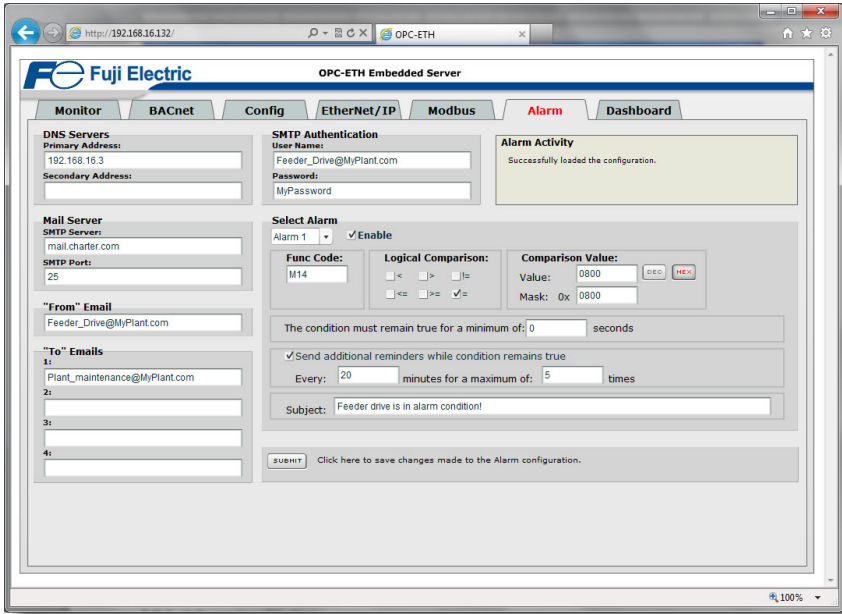 http://192.168.16.132/
OPC-ETH
Fe Fuji Electric
OPC-ETH Embedded Server
Monitor BACnet Config EtherNet/IP Modbus Alarm Dashboard
DNS Servers
Primary Address:
192.168.16.3
Secondary Address:
SMTP Authentication
User Name:
Feeder_Drive@MyPlant.com
Password:
MyPassword
Alarm Activity
Successfully loaded the configuration.
Mail Server
SMTP Server:
mail.charter.com
SMTP Port:
25
"From" Email
Feeder_Drive@MyPlant.com
"To" Emails
1:
Plant_maintenance@MyPlant.com
2:
3:
4:
Select Alarm
Alarm 1 Enable
Func Code:
M14
Logical Comparison:
< > !=
<= >= =
Comparison Value:
Value: 0800 DEC HEX
Mask: 0x 0800
The condition must remain true for a minimum of: 0 seconds
Send additional reminders while condition remains true
Every: 20 minutes for a maximum of: 5 times
Subject: Feeder drive is in alarm condition!
SUBMIT Click here to save changes made to the Alarm configuration.
100%